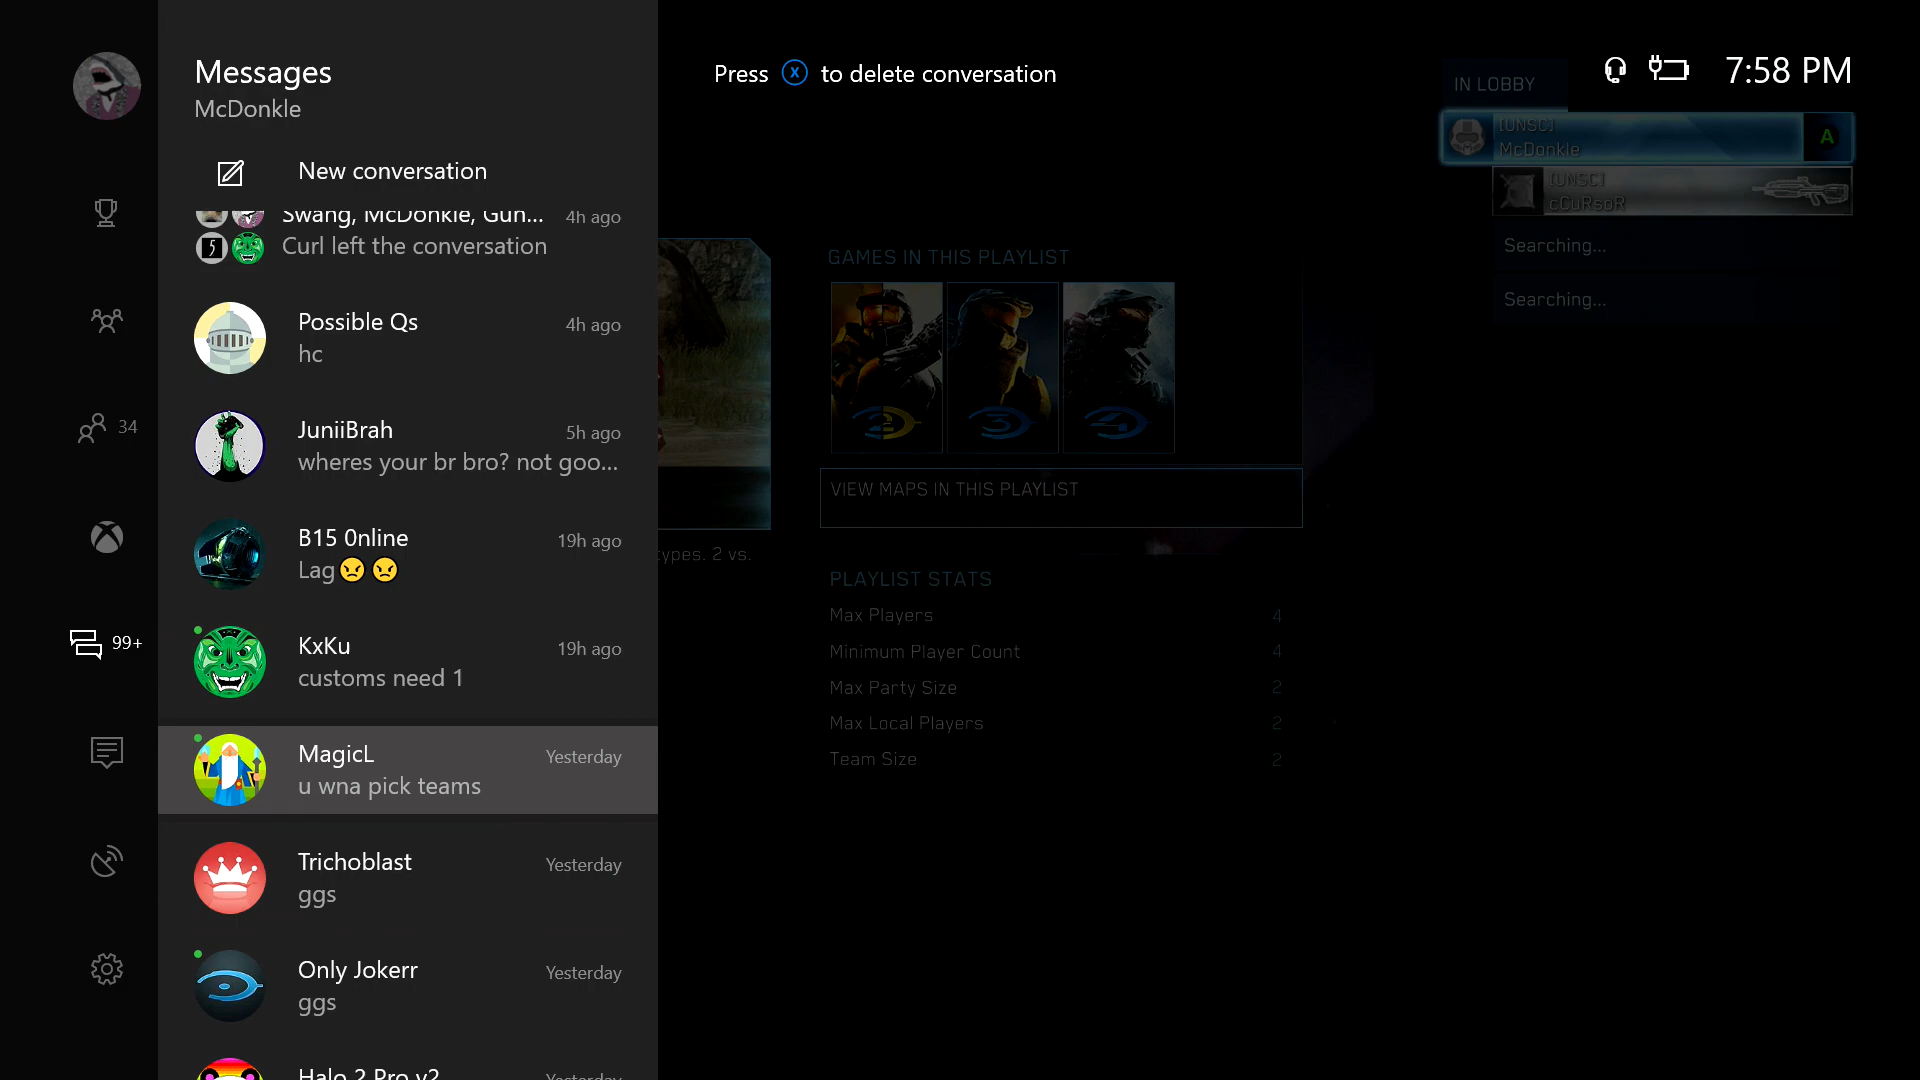 Messages
McDonkle
New conversation
Swang, McDonkle, Gun...
4h ago
Curl left the conversation
5
Possible Qs
4h ago
hc
JuniiBrah
5h ago
wheres your br bro? not goo...
B15 0nline
19h ago
Lag😠 😠
KxKu
19h ago
customs need 1
MagicL
Yesterday
u wna pick teams
Trichoblast
Yesterday
ggs
Only Jokerr
Yesterday
ggs
Halo 2 Pro v2
Yesterday
34
99+
Press X to delete conversation
7:58 PM
IN LOBBY
[UNSC]
McDonkle
A
[UNSC]
cCuRsoR
Searching...
Searching...
GAMES IN THIS PLAYLIST
2
3
4
VIEW MAPS IN THIS PLAYLIST
types. 2 vs.
PLAYLIST STATS
Max Players 4
Minimum Player Count 4
Max Party Size 2
Max Local Players 2
Team Size 2